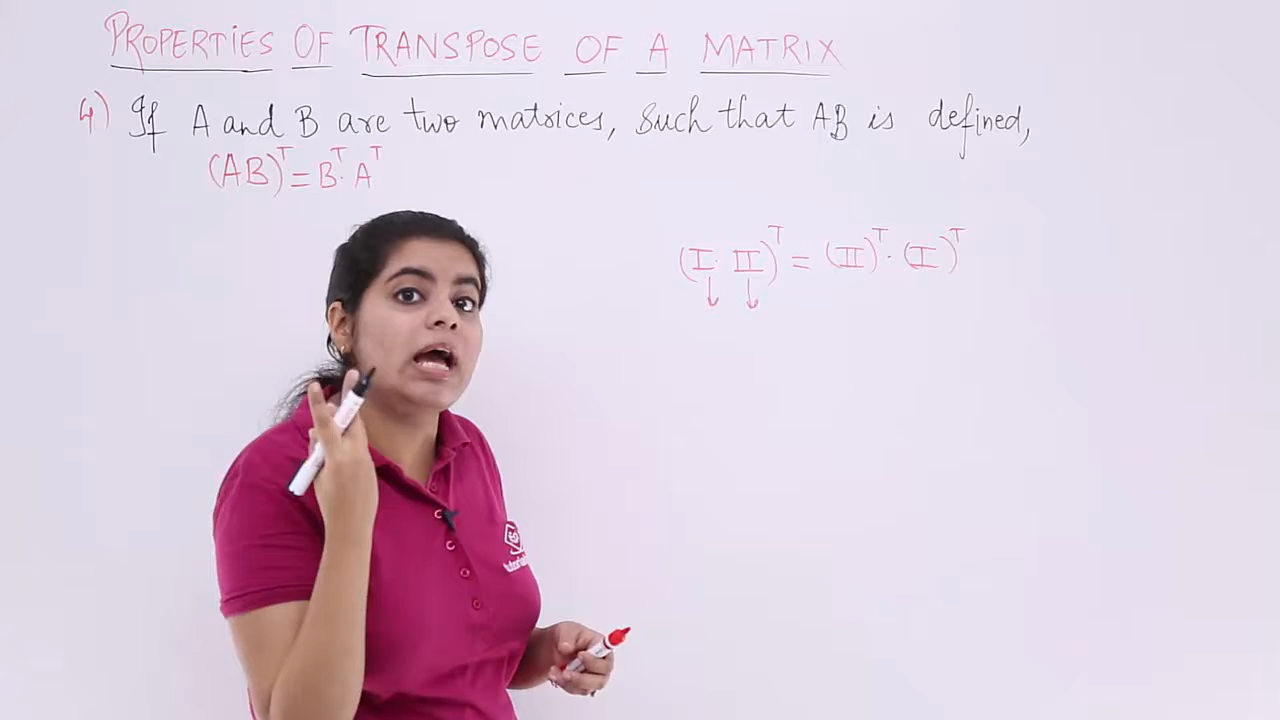 PROPERTIES OF TRANSPOSE OF A MATRIX
4) If A and B are two matrices, such that AB is defined,
(AB)ᵀ = Bᵀ · Aᵀ
(I · II)ᵀ = (II)ᵀ · (I)ᵀ
↓ ↓